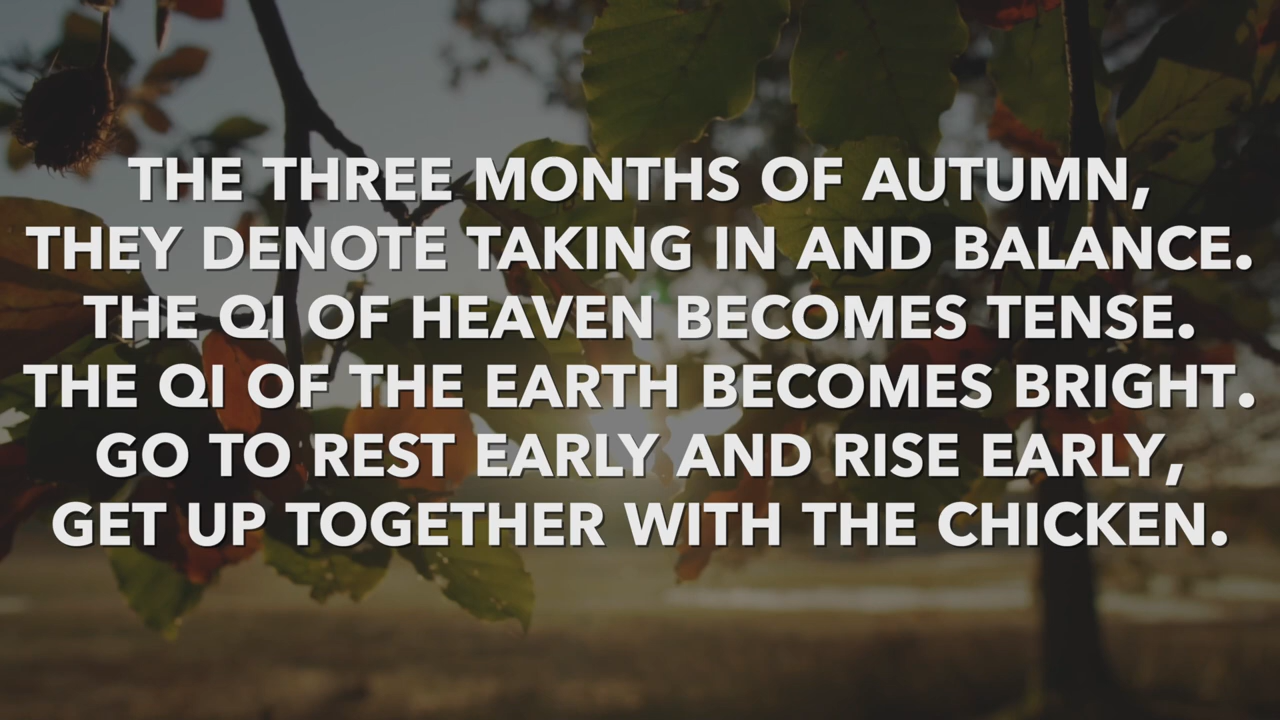 THE THREE MONTHS OF AUTUMN,
THEY DENOTE TAKING IN AND BALANCE.
THE QI OF HEAVEN BECOMES TENSE.
THE QI OF THE EARTH BECOMES BRIGHT.
GO TO REST EARLY AND RISE EARLY,
GET UP TOGETHER WITH THE CHICKEN.